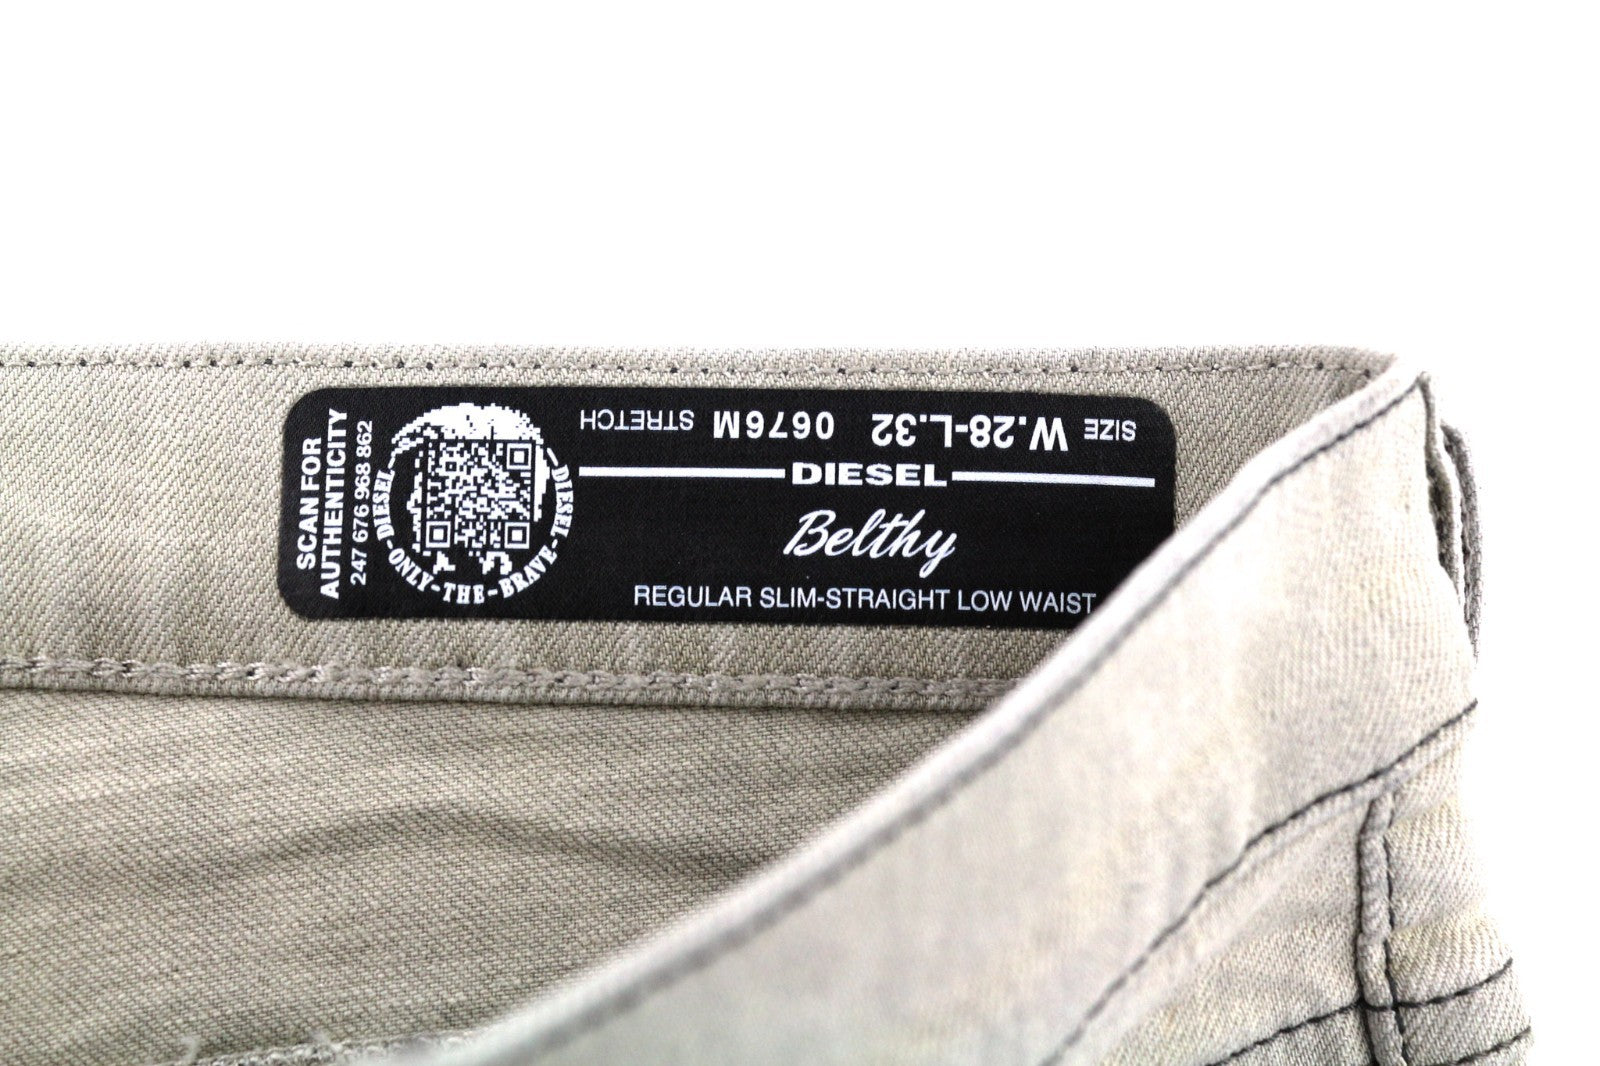 SCAN FOR
AUTHENTICITY
247 676 968 862
DIESEL-ONLY-THE-BRAVE-DIESEL
SIZE W.28-L.32 0676M STRETCH
DIESEL
Belthy
REGULAR SLIM-STRAIGHT LOW WAIST